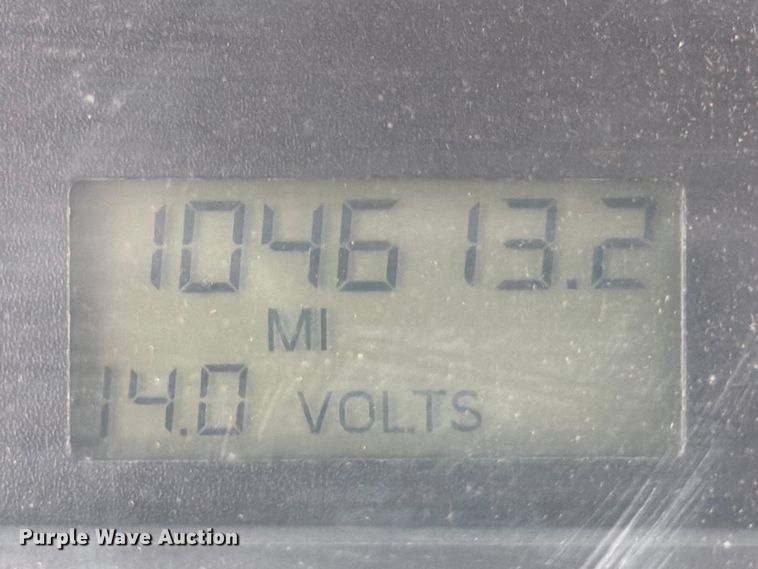 104613.2
MI
14.0 VOLTS
Purple Wave Auction